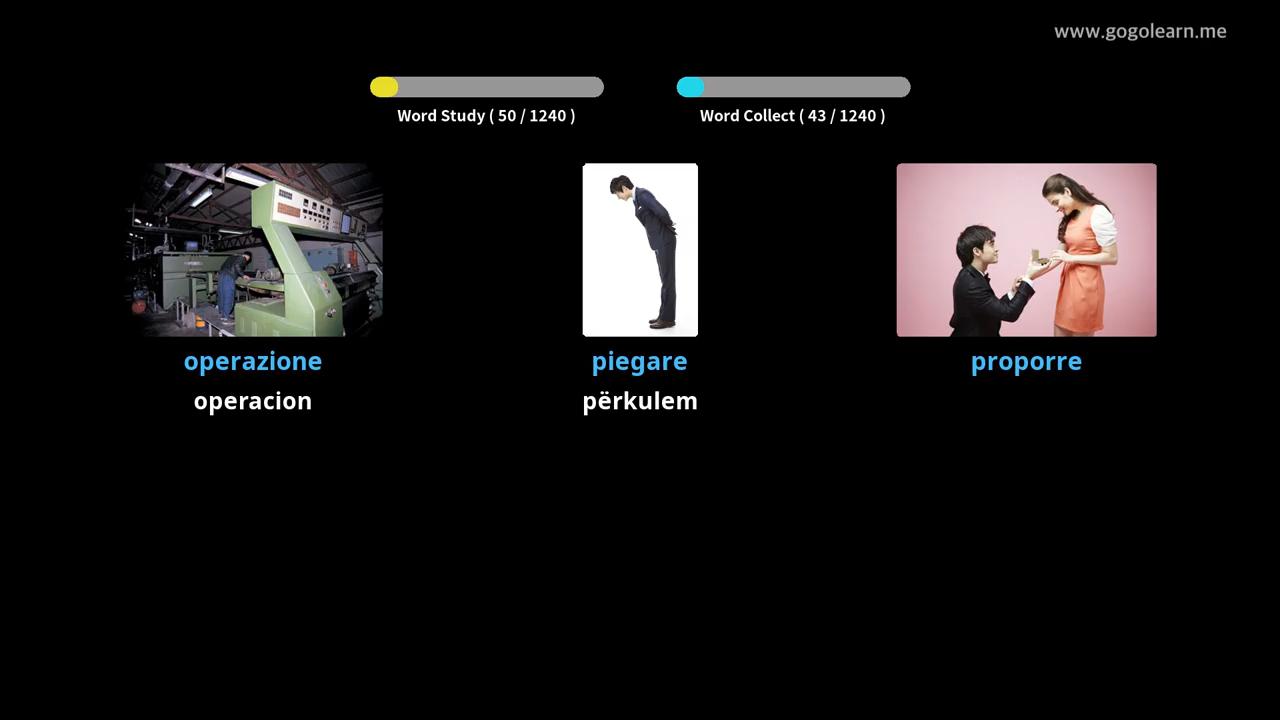 www.gogolearn.me
Word Study ( 50 / 1240 )
Word Collect ( 43 / 1240 )
operazione
piegare
proporre
operacion
përkulem